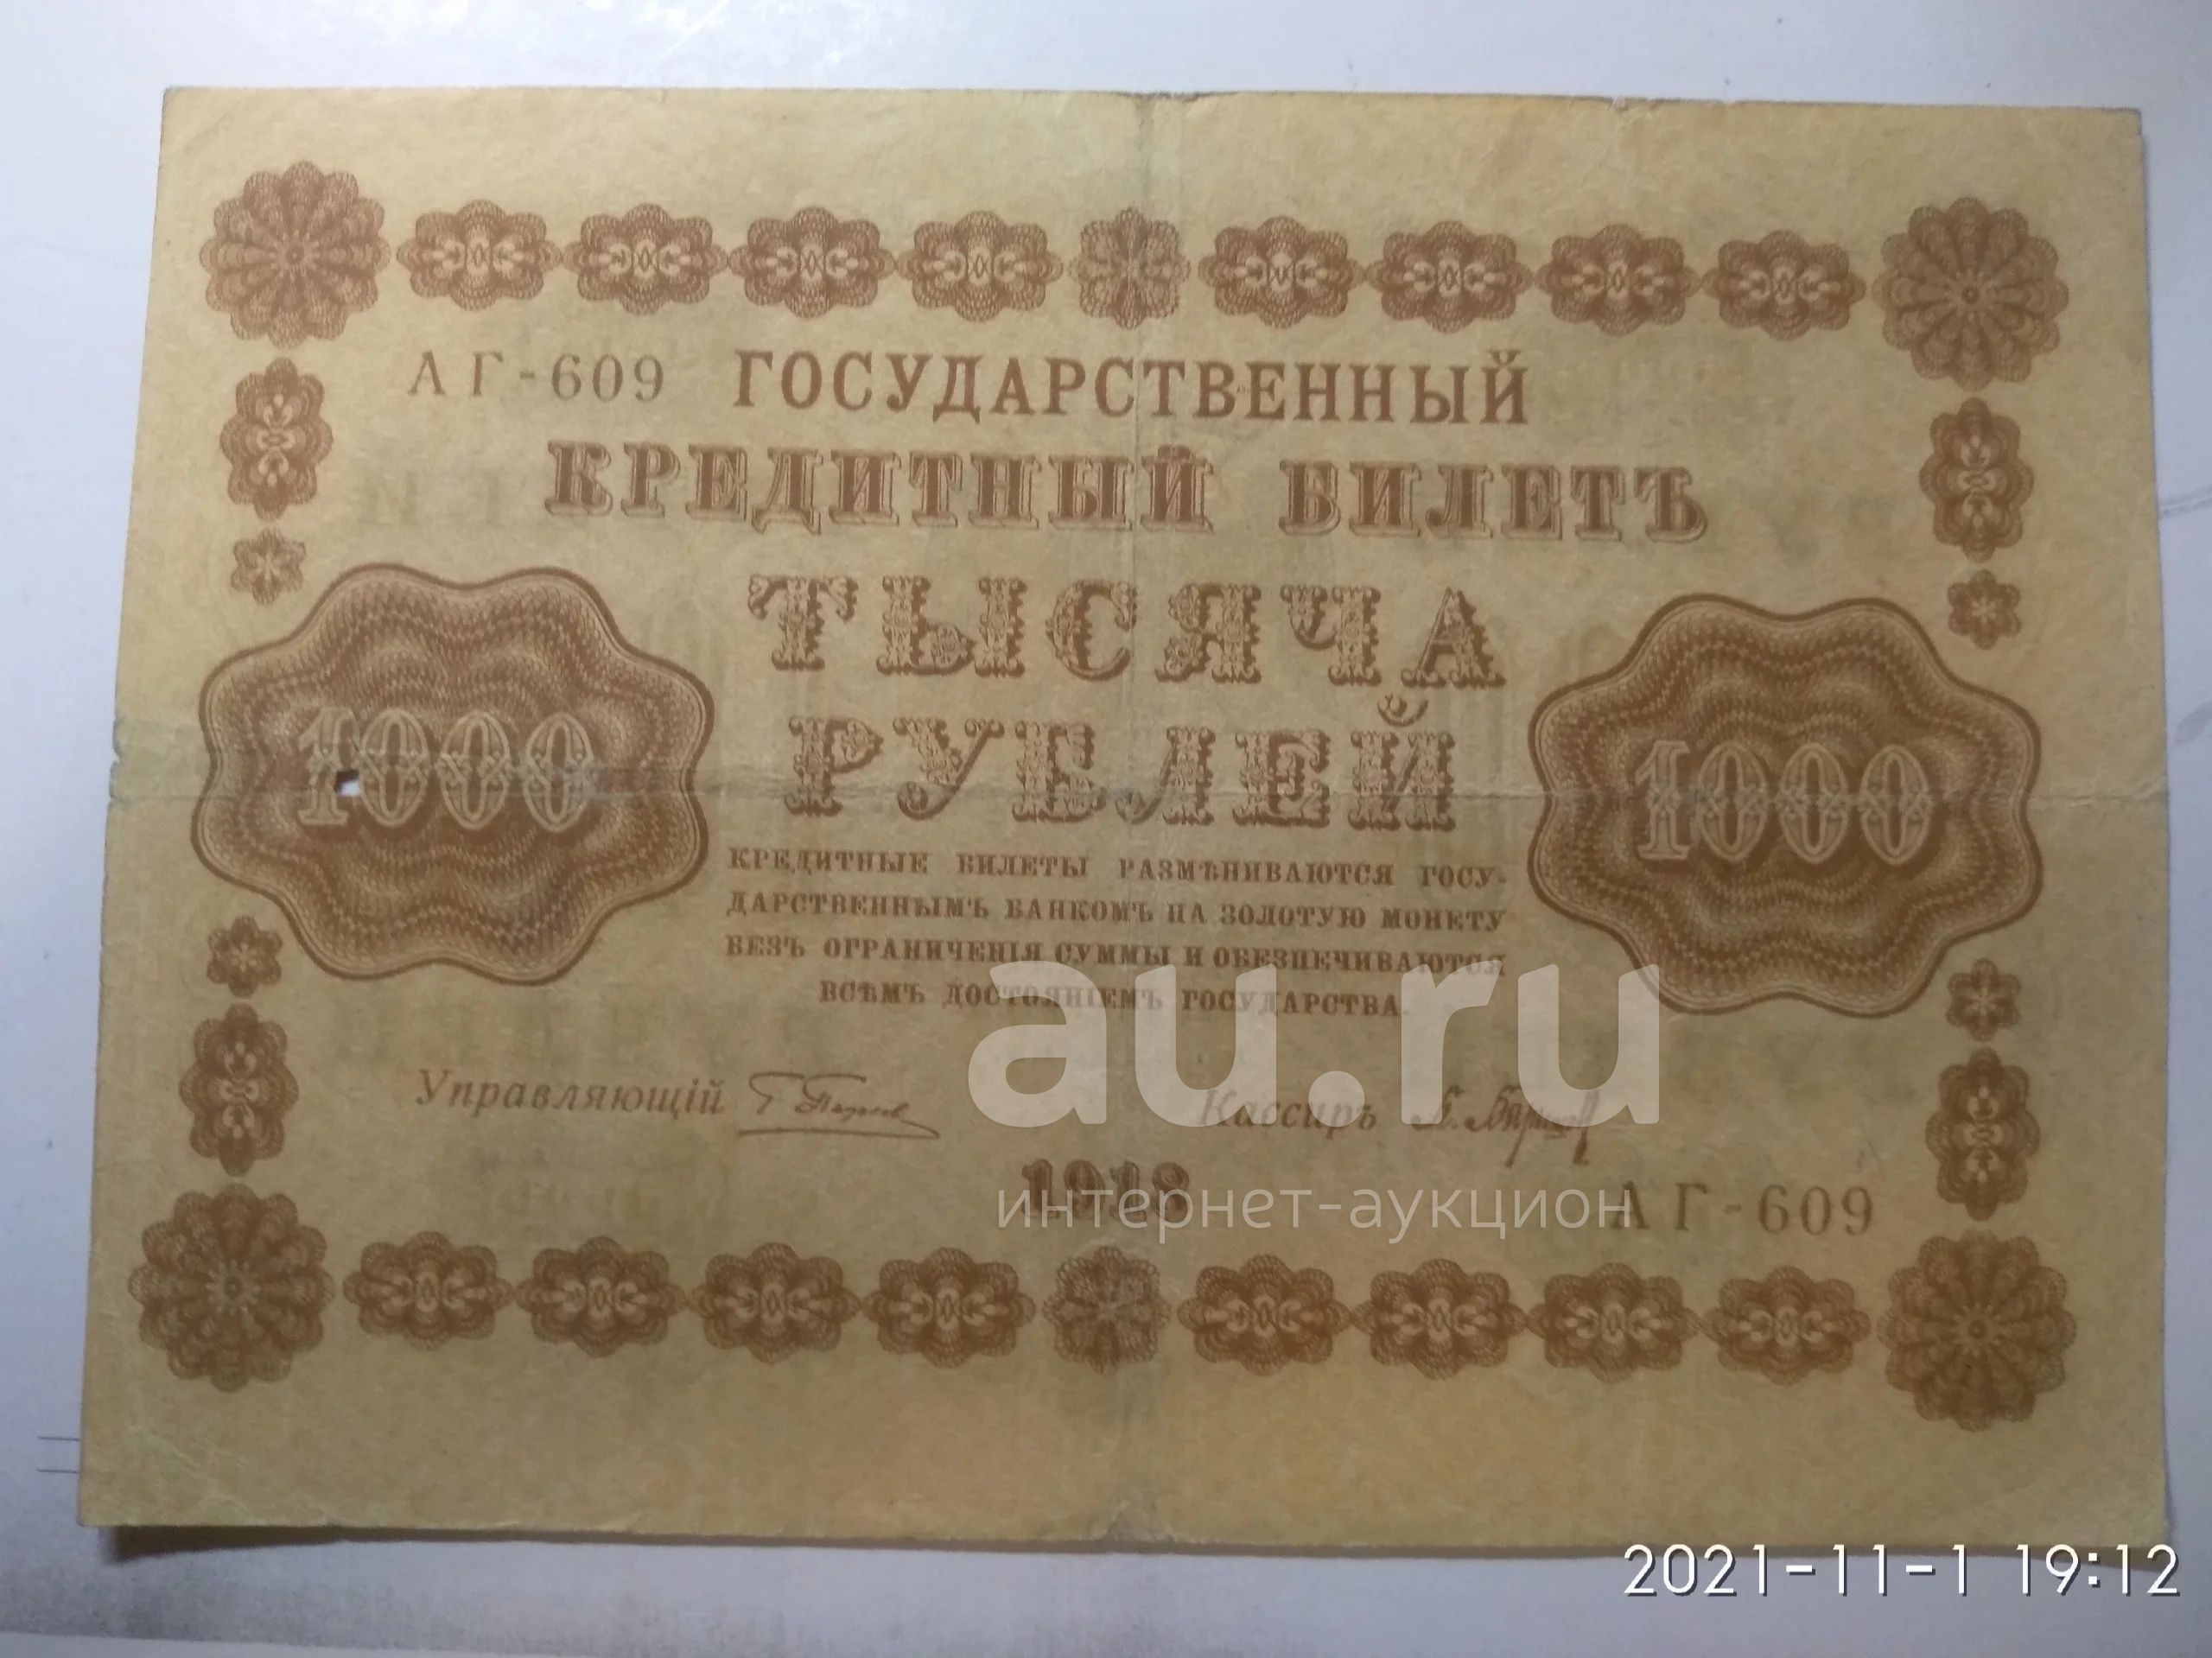 АГ-609 ГОСУДАРСТВЕННЫЙ
КРЕДИТНЫЙ БИЛЕТЪ
ТЫСЯЧА
РУБЛЕЙ
1000
1000
КРЕДИТНЫЕ БИЛЕТЫ РАЗМѢНИВАЮТСЯ ГОСУ-
ДАРСТВЕННЫМЪ БАНКОМЪ НА ЗОЛОТУЮ МОНЕТУ
БЕЗЪ ОГРАНИЧЕНІЯ СУММЫ И ОБЕЗПЕЧИВАЮТСЯ
ВСѢМЪ ДОСТОЯНІЕМЪ ГОСУДАРСТВА.
au.ru
Управляющій
Кассиръ
1918
интернет-аукцион
АГ-609
2021-11-1 19:12